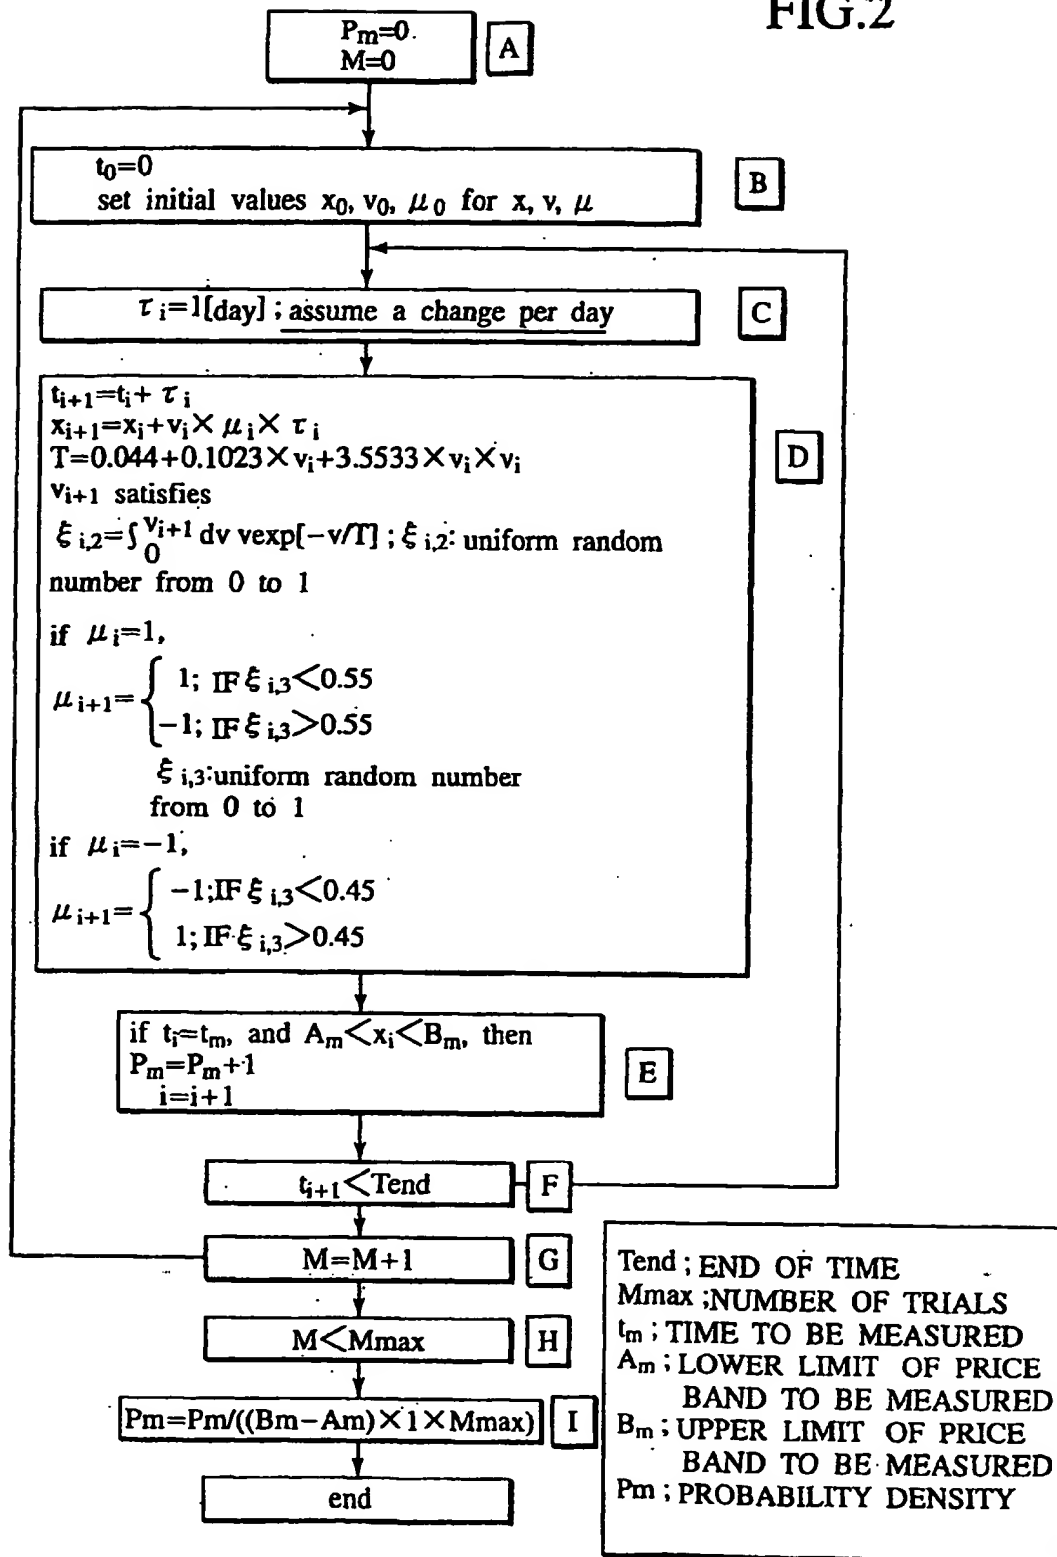 FIG.2
Pm=0.
M=0
A
t0=0
set initial values x0, v0, μ0 for x, v, μ
B
τi=1[day] ; assume a change per day
C
ti+1=ti+ τi
xi+1=xi+vi× μi× τi
T=0.044+0.1023×vi+3.5533×vi×vi
vi+1 satisfies
ξi,2=∫0^vi+1 dv vexp[-v/T] ; ξi,2: uniform random
number from 0 to 1
if μi=1,
μi+1={ 1; IF ξi,3<0.55
-1; IF ξi,3>0.55
ξi,3:uniform random number
from 0 to 1
if μi=-1,
μi+1={ -1;IF ξi,3<0.45
1; IF ξi,3>0.45
D
if ti=tm, and Am<xi<Bm, then
Pm=Pm+1
i=i+1
E
ti+1<Tend
F
M=M+1
G
M<Mmax
H
Pm=Pm/((Bm-Am)×1×Mmax)
I
end
Tend ; END OF TIME
Mmax ;NUMBER OF TRIALS
tm ; TIME TO BE MEASURED
Am ; LOWER LIMIT OF PRICE
BAND TO BE MEASURED
Bm ; UPPER LIMIT OF PRICE
BAND TO BE MEASURED
Pm ; PROBABILITY DENSITY